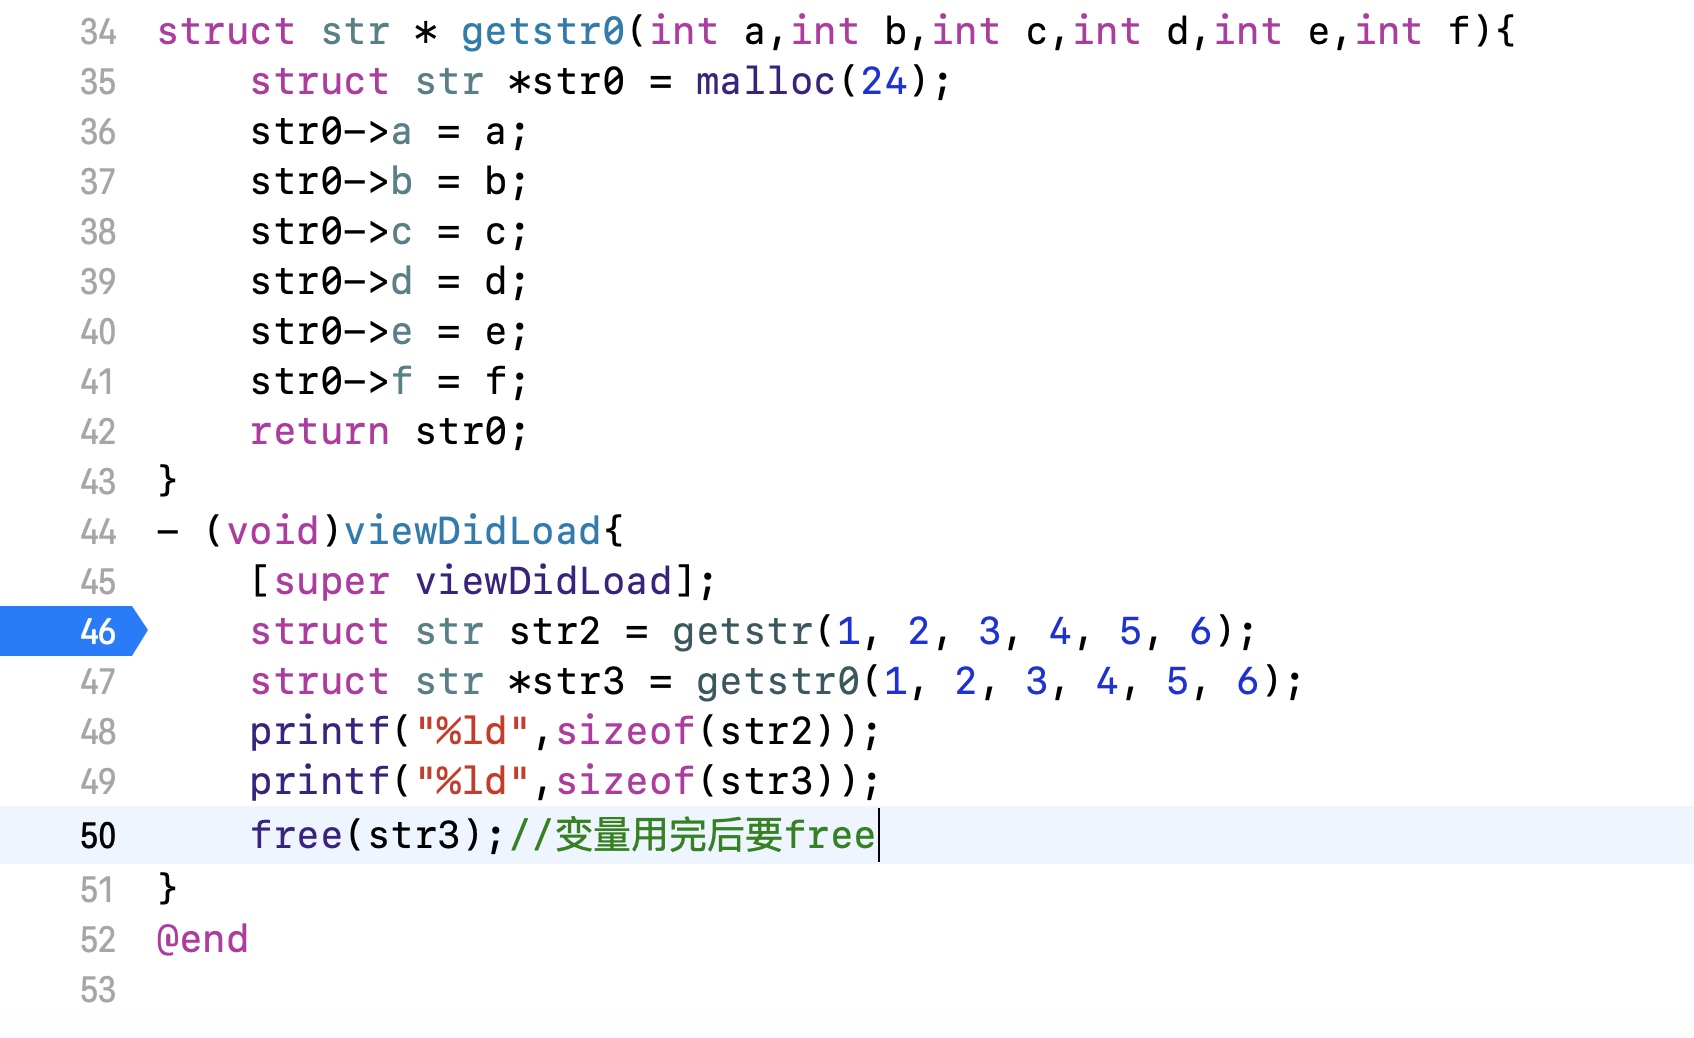 34 struct str * getstr0(int a,int b,int c,int d,int e,int f){
35     struct str *str0 = malloc(24);
36     str0->a = a;
37     str0->b = b;
38     str0->c = c;
39     str0->d = d;
40     str0->e = e;
41     str0->f = f;
42     return str0;
43 }
44 - (void)viewDidLoad{
45     [super viewDidLoad];
46     struct str str2 = getstr(1, 2, 3, 4, 5, 6);
47     struct str *str3 = getstr0(1, 2, 3, 4, 5, 6);
48     printf("%ld",sizeof(str2));
49     printf("%ld",sizeof(str3));
50     free(str3);//变量用完后要free
51 }
52 @end
53